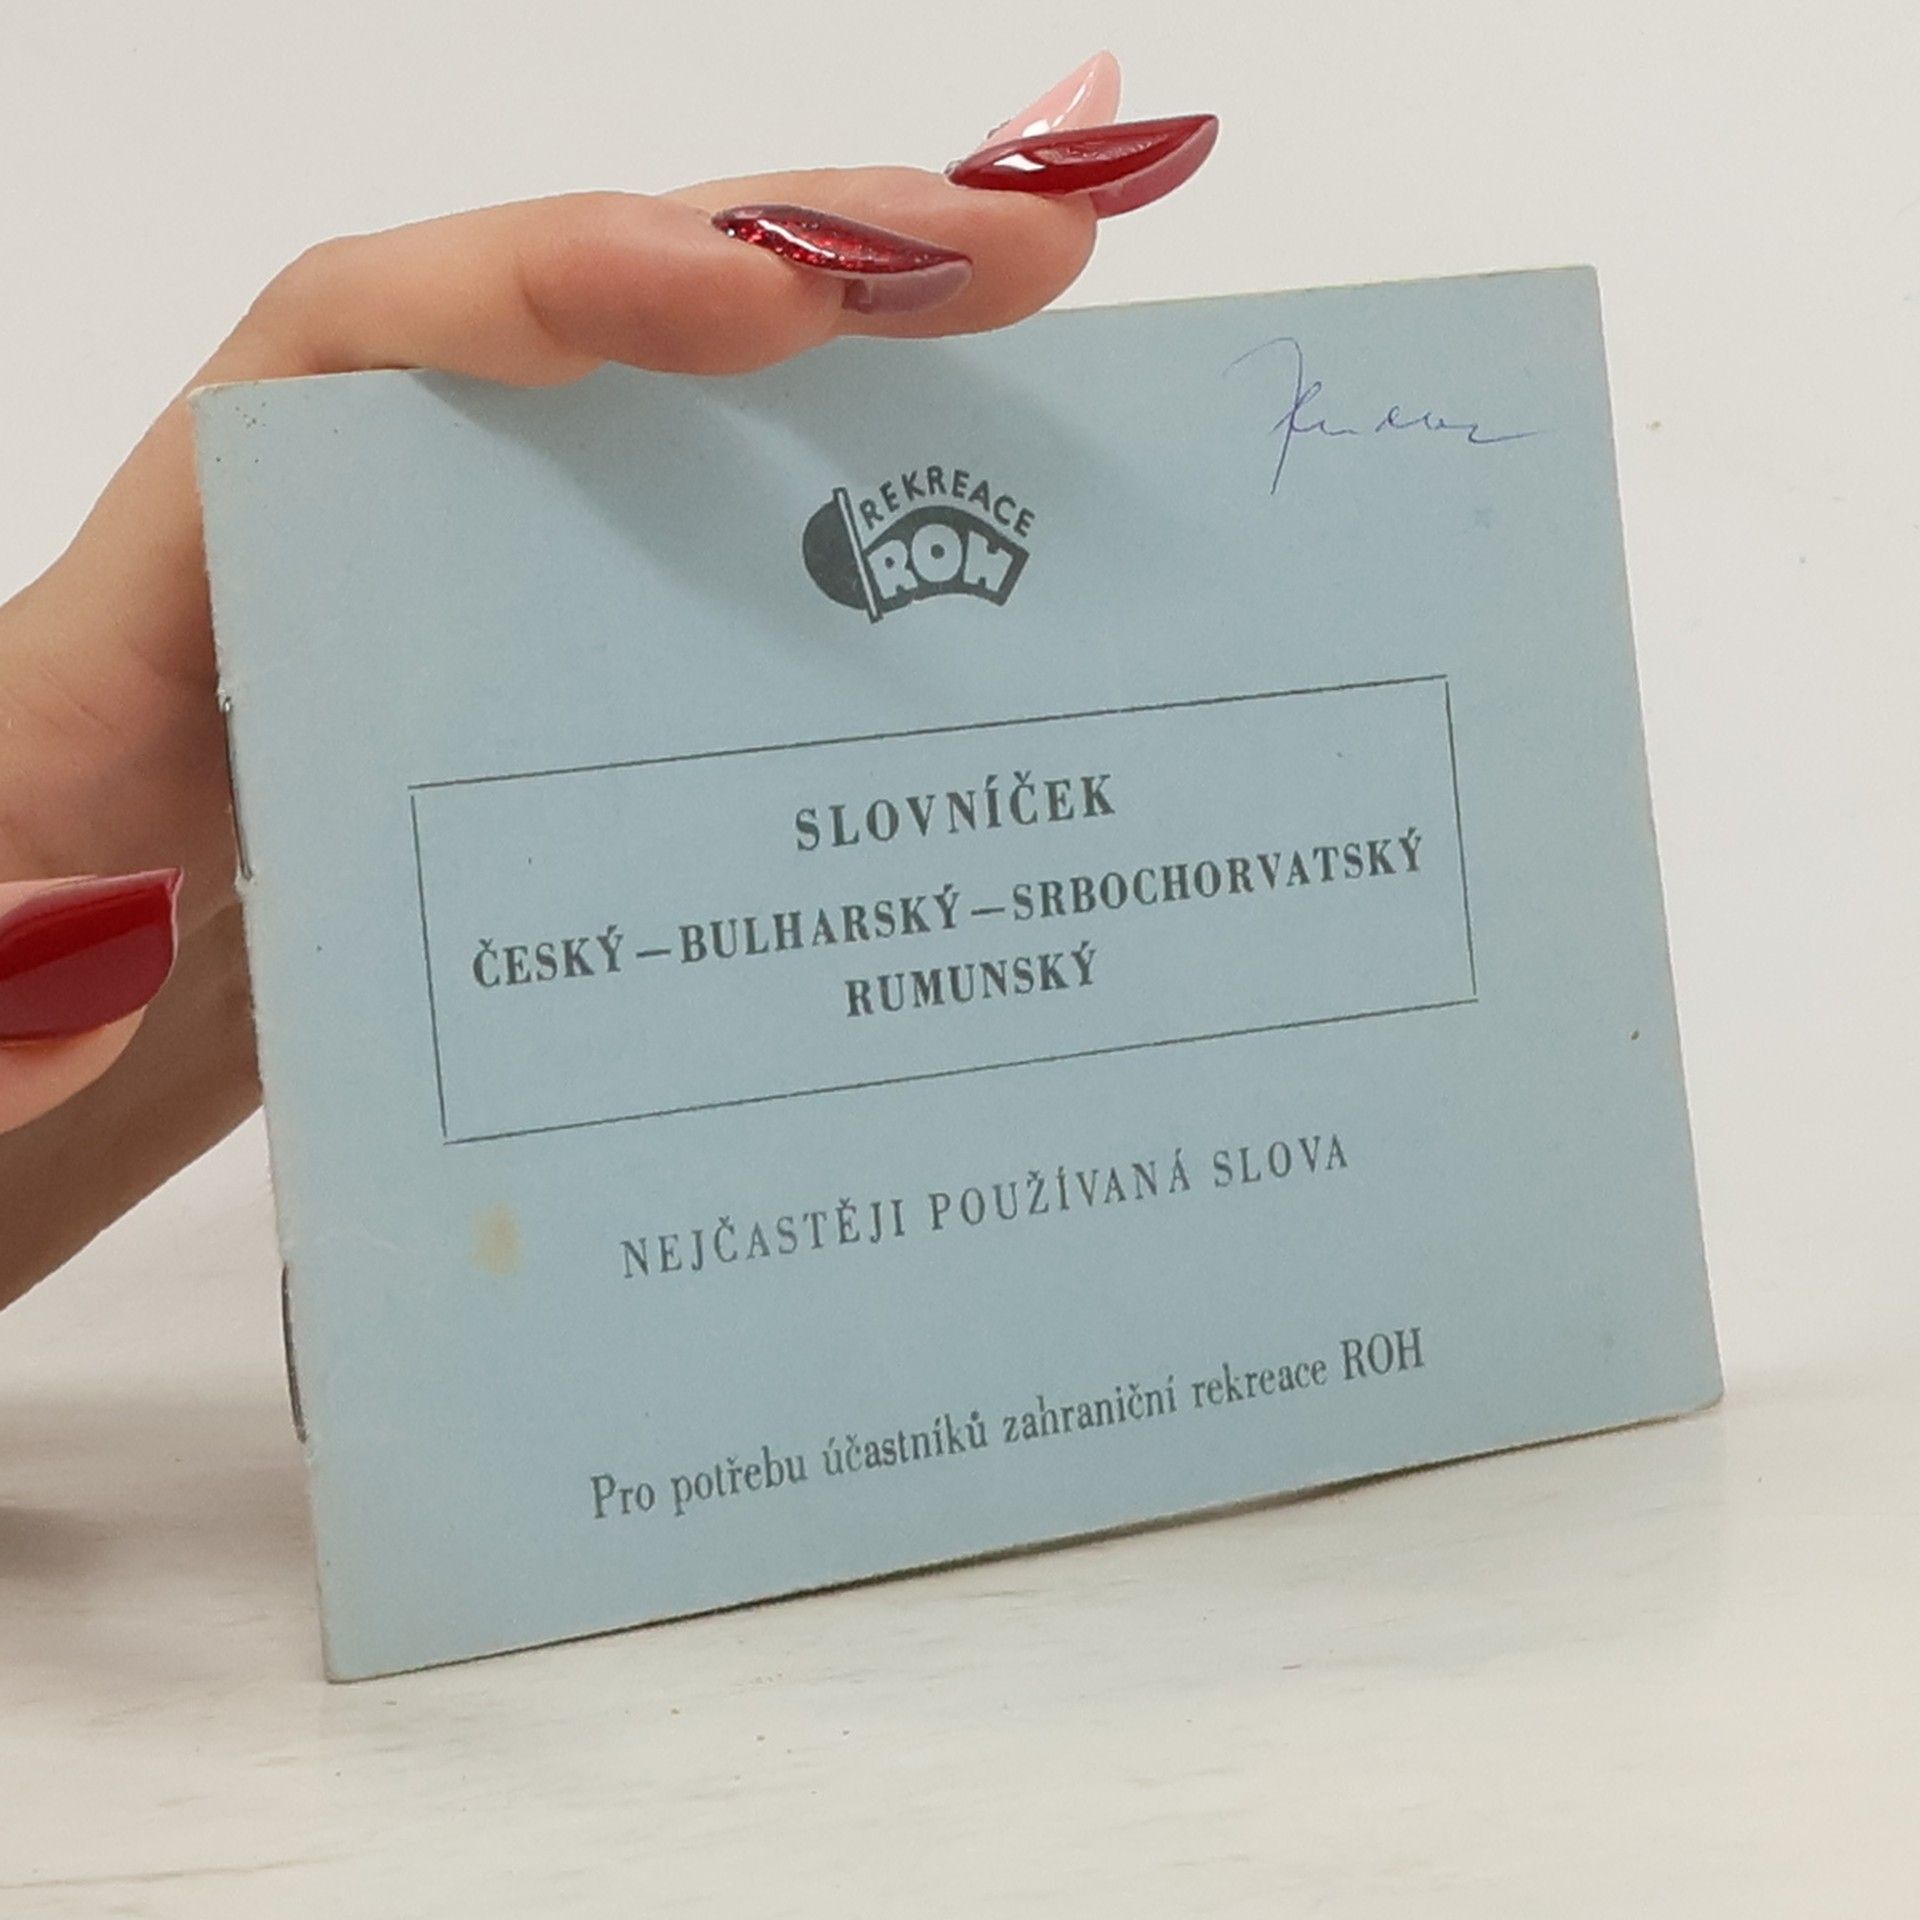 REKREACE
ROH
SLOVNÍČEK
ČESKÝ—BULHARSKÝ—SRBOCHORVATSKÝ
RUMUNSKÝ
NEJČASTĚJI POUŽÍVANÁ SLOVA
Pro potřebu účastníků zahraniční rekreace ROH